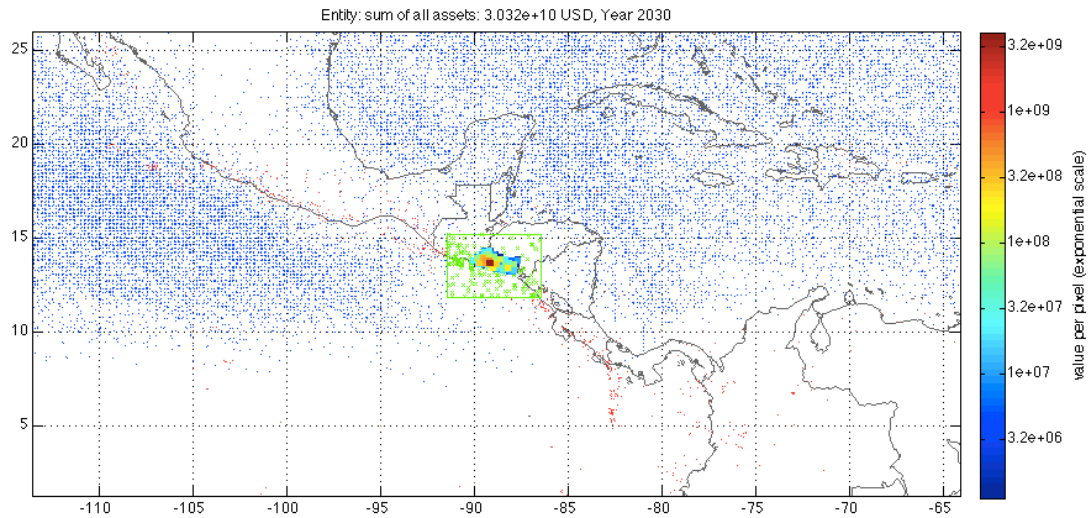 Entity: sum of all assets: 3.032e+10 USD, Year 2030
25
20
15
10
5
-110
-105
-100
-95
-90
-85
-80
-75
-70
-65
3.2e+09
1e+09
3.2e+08
1e+08
3.2e+07
1e+07
3.2e+06
value per pixel (exponential scale)